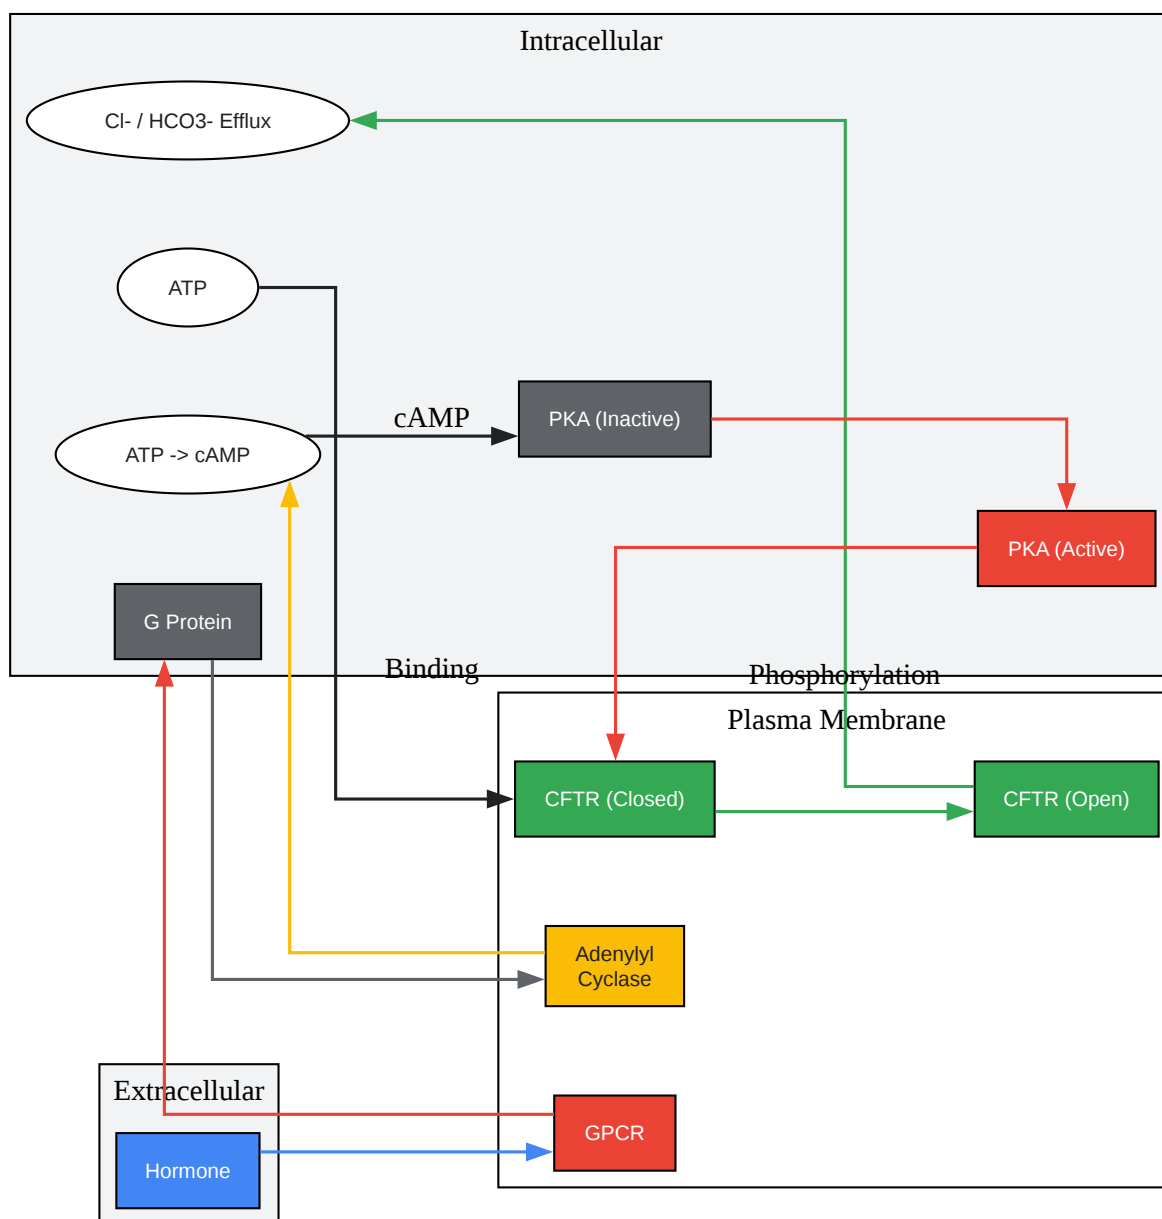 Intracellular
Cl- / HCO3- Efflux
ATP
cAMP
PKA (Inactive)
ATP -> cAMP
PKA (Active)
G Protein
Binding
Phosphorylation
Plasma Membrane
CFTR (Closed)
CFTR (Open)
Adenylyl
Cyclase
Extracellular
GPCR
Hormone